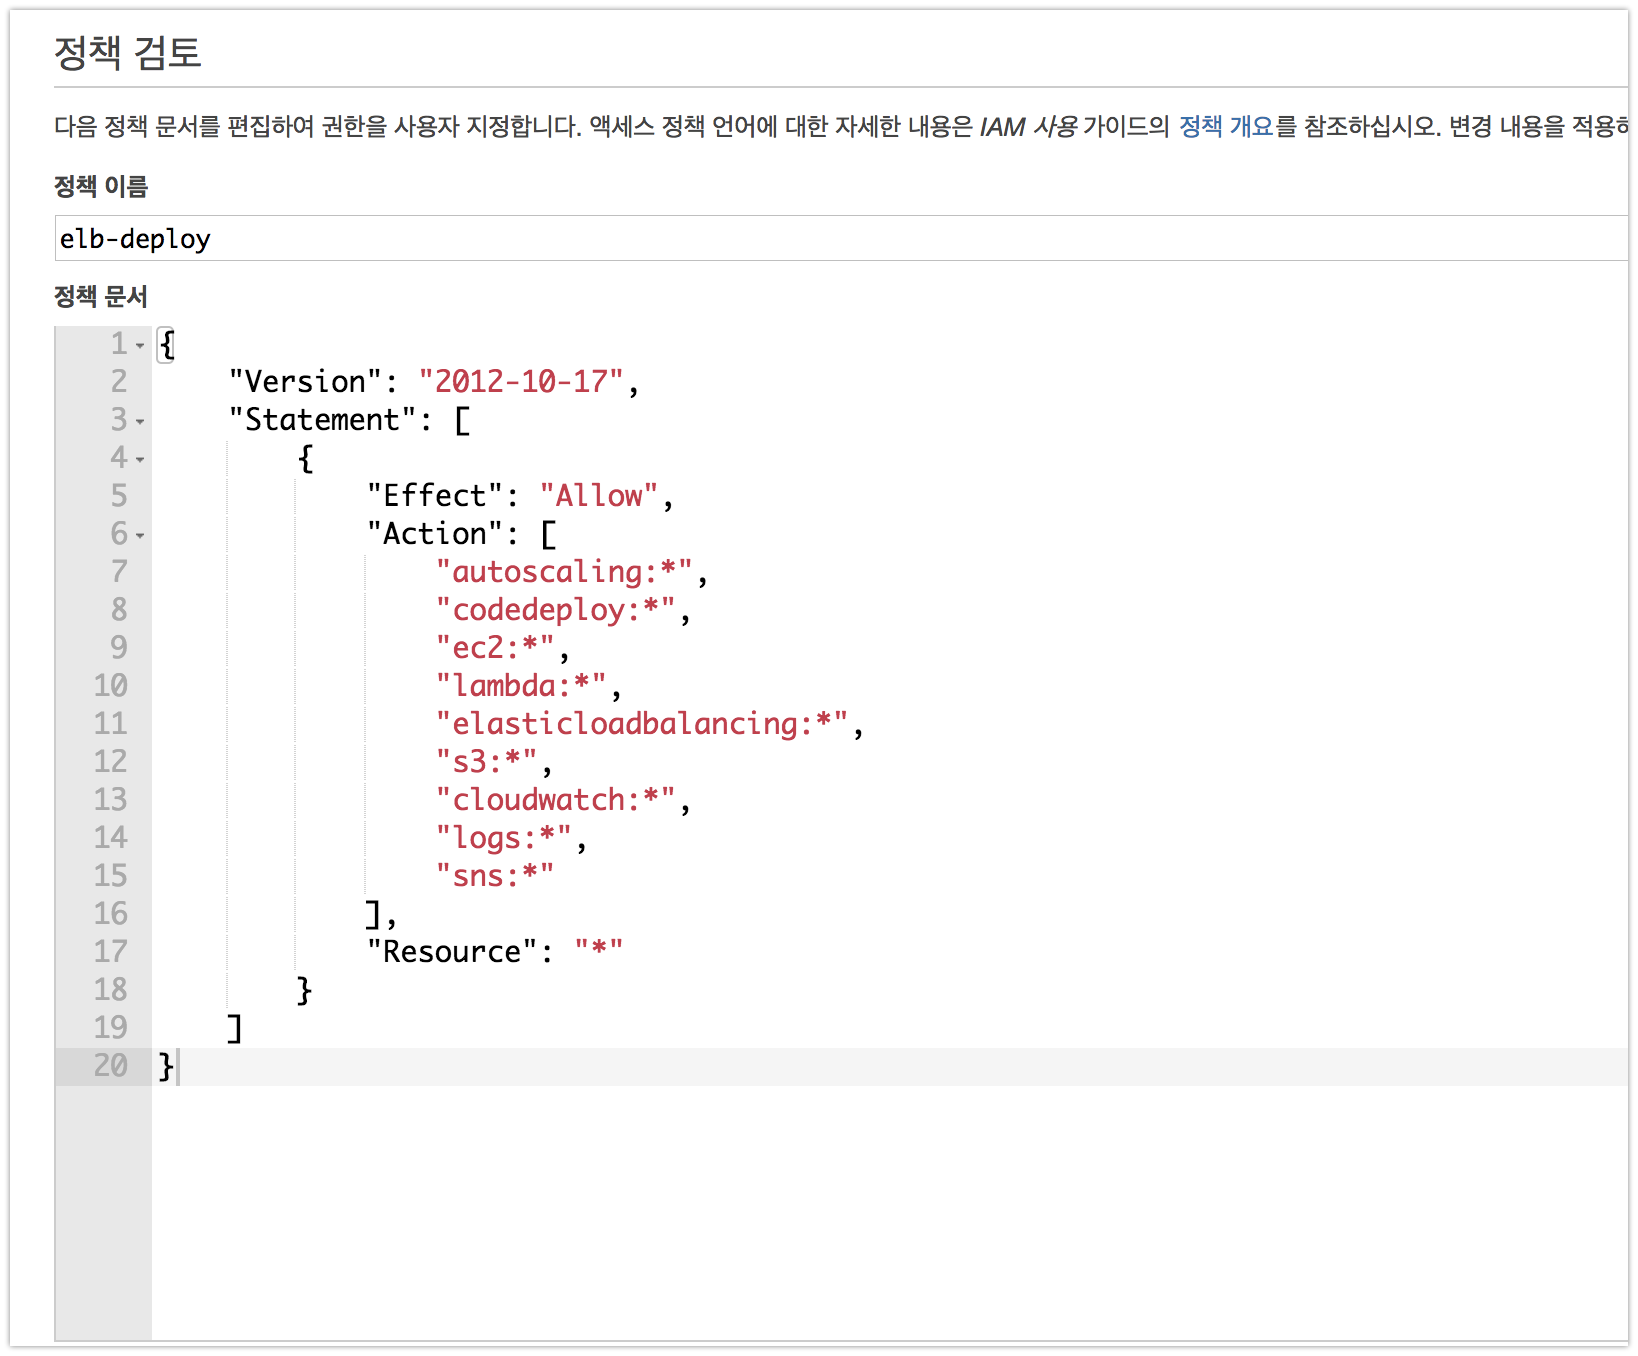 정책 검토
다음 정책 문서를 편집하여 권한을 사용자 지정합니다. 액세스 정책 언어에 대한 자세한 내용은 IAM 사용 가이드의 정책 개요를 참조하십시오. 변경 내용을 적용하
정책 이름
elb-deploy
정책 문서
1 {
2 "Version": "2012-10-17",
3 "Statement": [
4 {
5 "Effect": "Allow",
6 "Action": [
7 "autoscaling:*",
8 "codedeploy:*",
9 "ec2:*",
10 "lambda:*",
11 "elasticloadbalancing:*",
12 "s3:*",
13 "cloudwatch:*",
14 "logs:*",
15 "sns:*"
16 ],
17 "Resource": "*"
18 }
19 ]
20 }